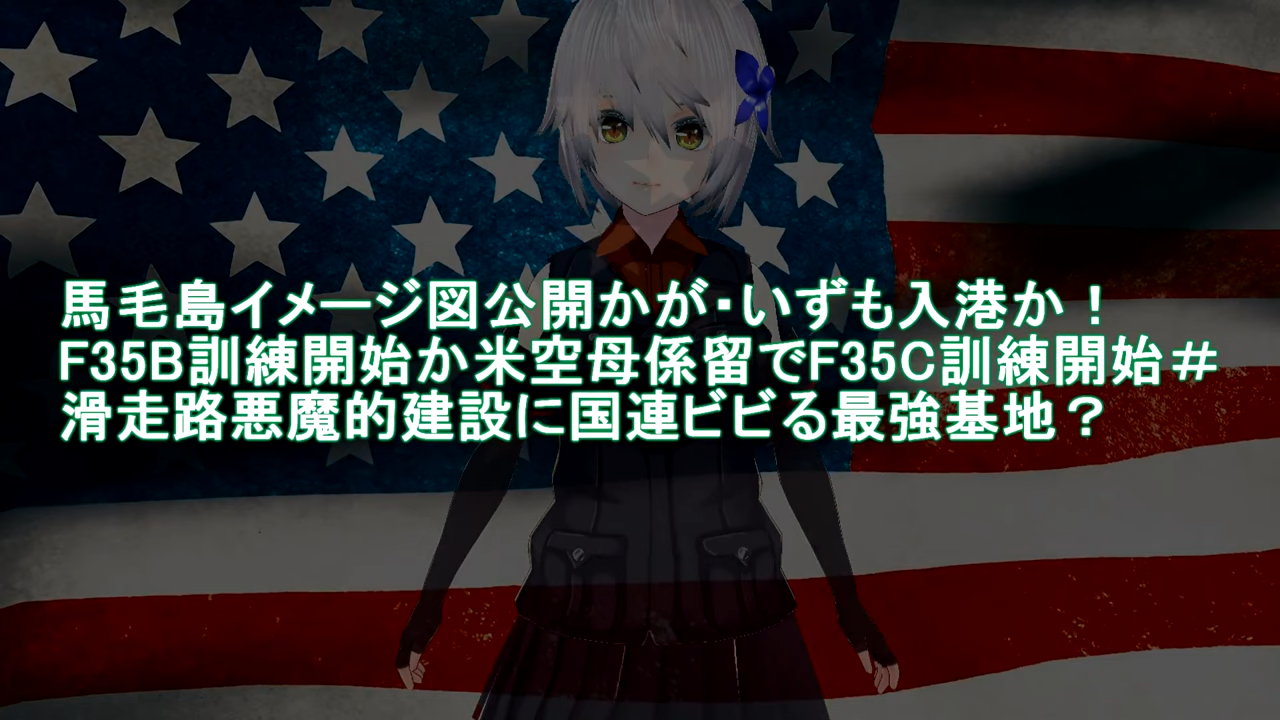 馬毛島イメージ図公開かが・いずも入港か！
F35B訓練開始か米空母係留でF35C訓練開始＃
滑走路悪魔的建設に国連ビビる最強基地？